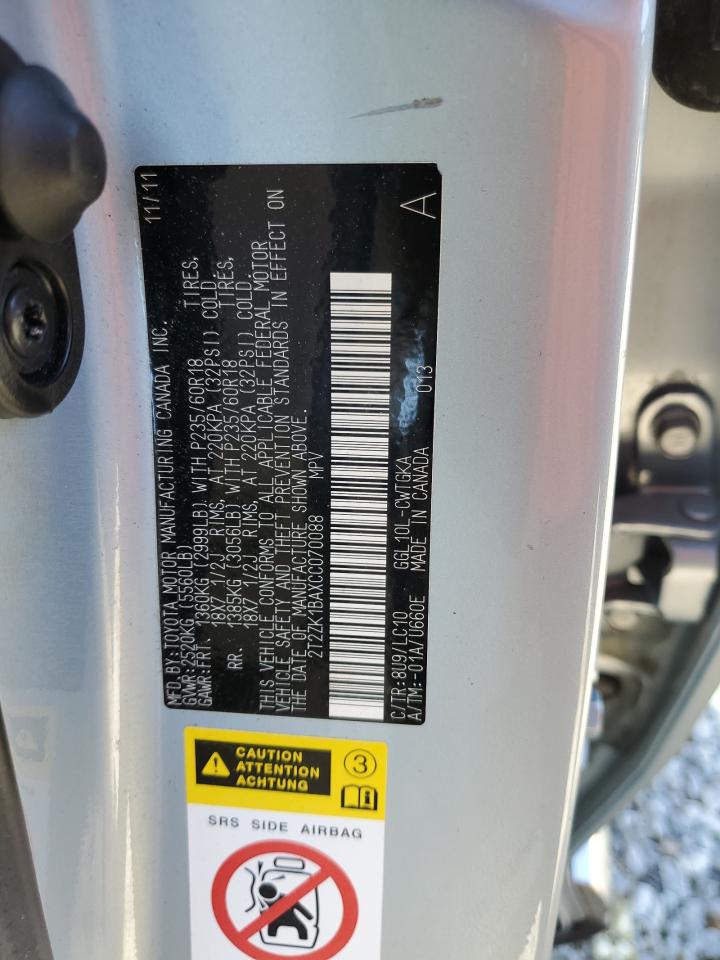 MFD. BY:TOYOTA MOTOR MANUFACTURING CANADA INC. 11/11
GVWR:2520KG (5560LB)
GAWR:FRT 1360KG (2999LB) WITH P235/60R18 TIRES,
18X7 1/2J RIMS, AT 220KPA (32PSI) COLD.
RR. 1385KG (3056LB) WITH P235/60R18 TIRES,
18X7 1/2J RIMS, AT 220KPA (32PSI) COLD.
THIS VEHICLE CONFORMS TO ALL APPLICABLE FEDERAL MOTOR
VEHICLE SAFETY AND THEFT PREVENTION STANDARDS IN EFFECT ON
THE DATE OF MANUFACTURE SHOWN ABOVE.
2T2ZK1BAXCC070088 MPV
C/TR:8U9/LC10 GGL10L-CWTGKA A
A/TM:-01A/U660E MADE IN CANADA 013
CAUTION
ATTENTION
ACHTUNG
3
SRS SIDE AIRBAG